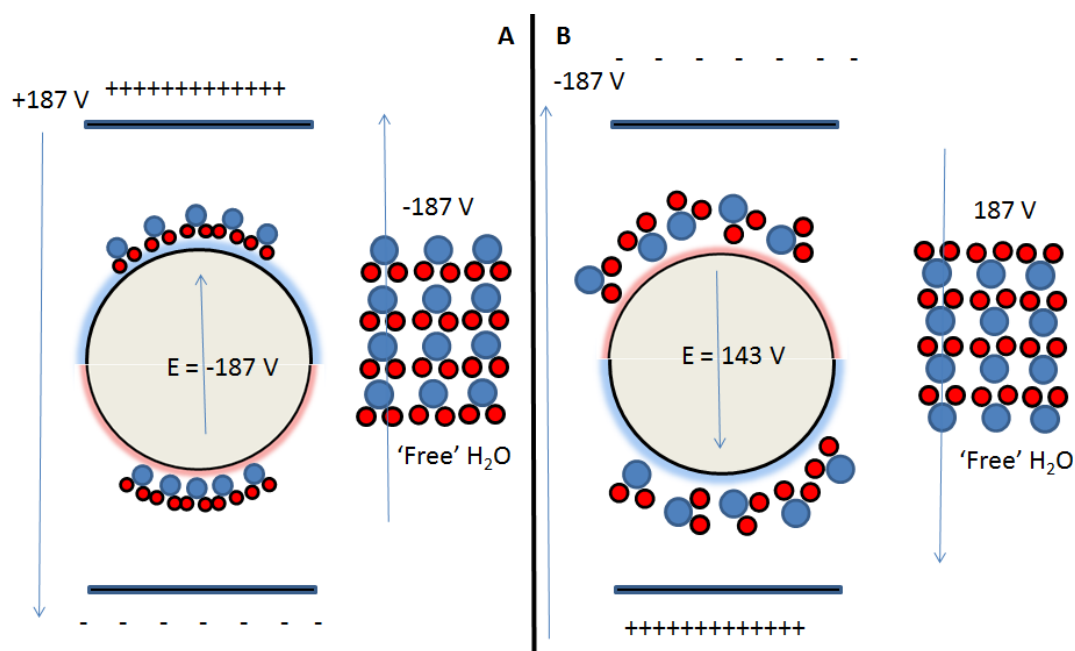 A
+++++++++++++
+187 V
-187 V
E = -187 V
'Free' H₂O
- - - - - - -
B
- - - - - - -
-187 V
187 V
E = 143 V
'Free' H₂O
+++++++++++++